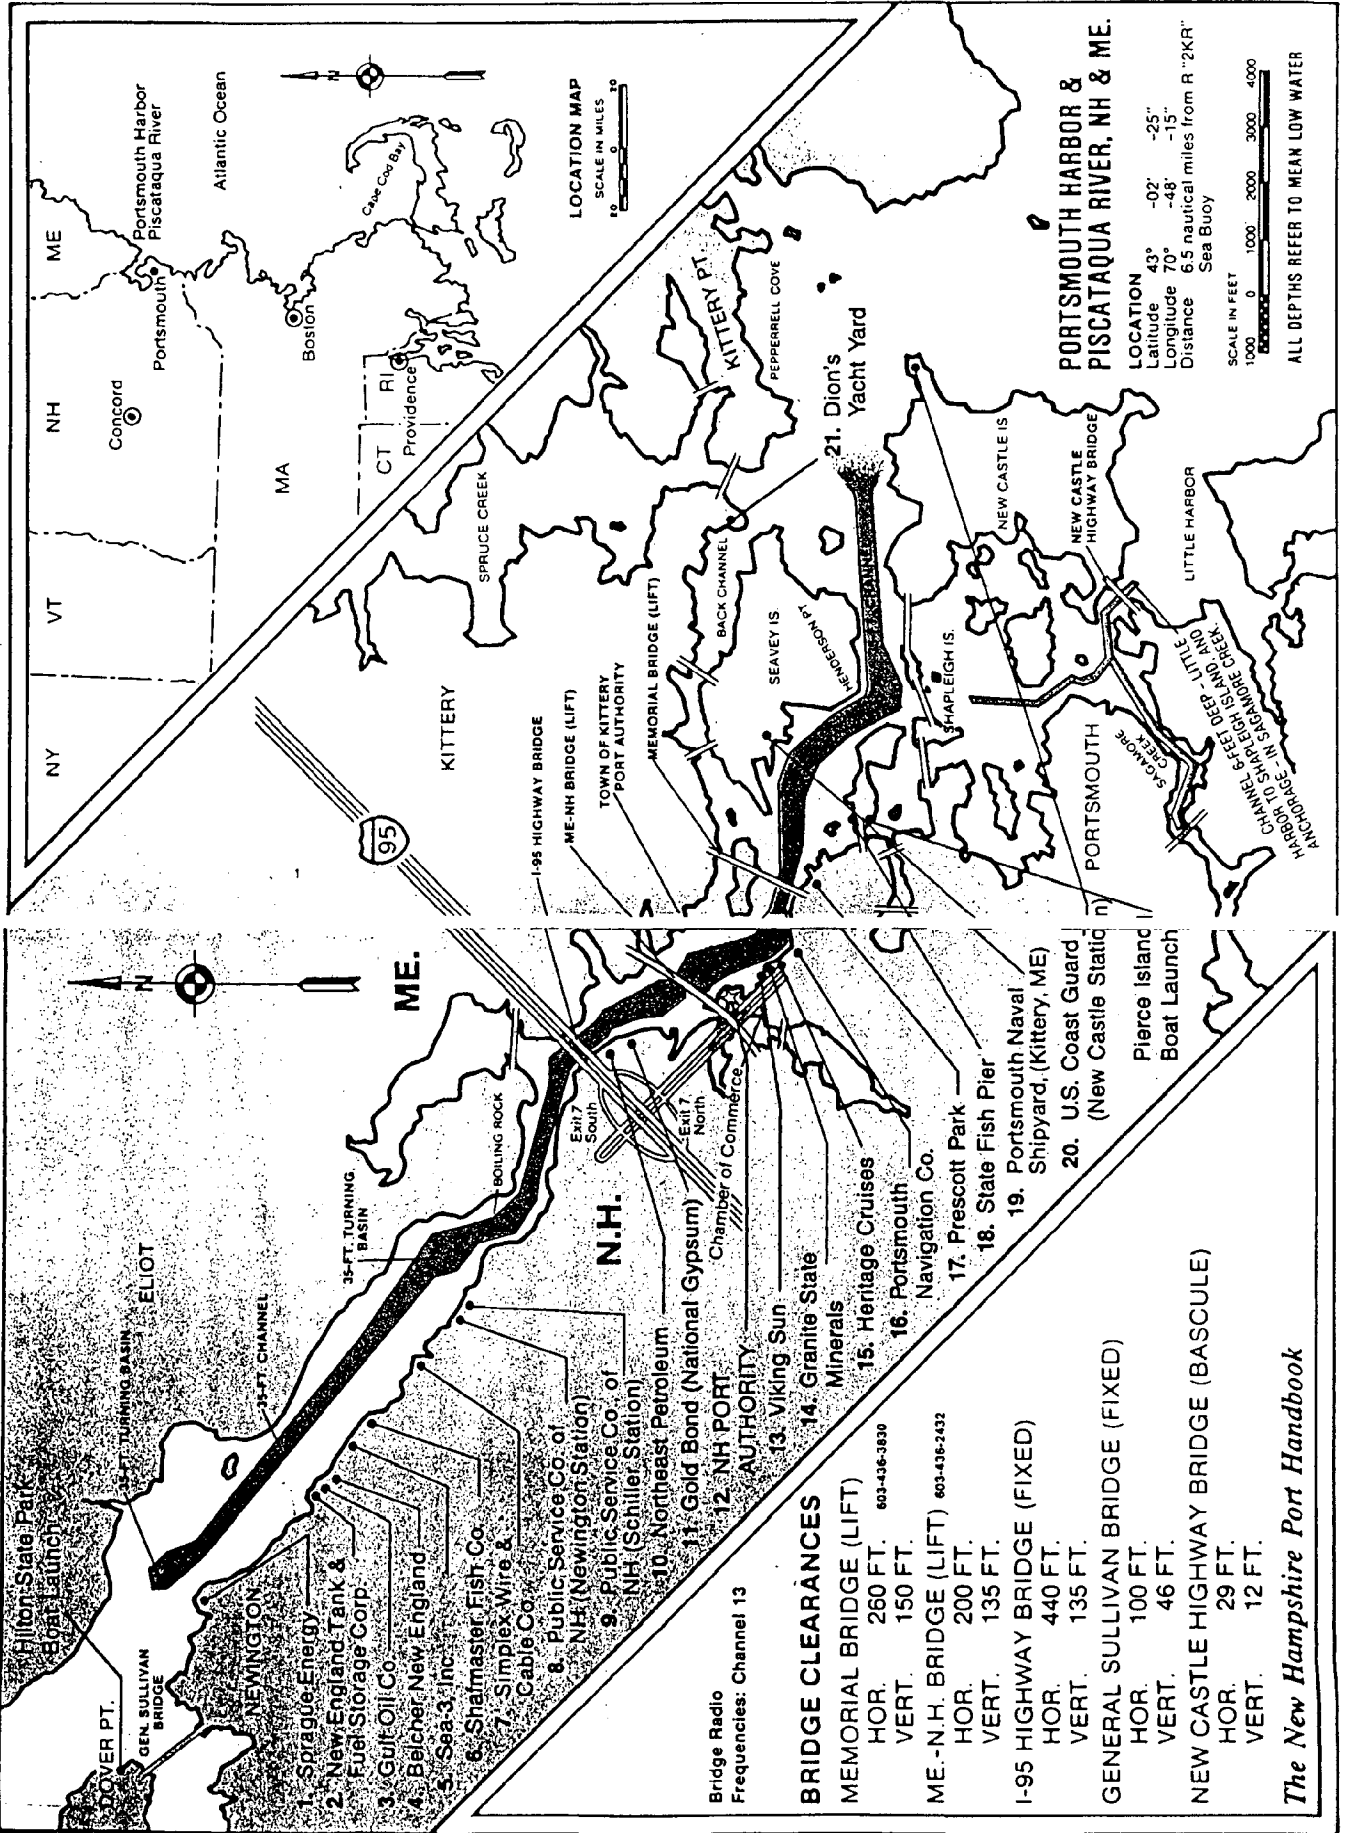 NY
VT
NH
ME
Concord
Portsmouth
Portsmouth Harbor
Piscataqua River
Atlantic Ocean
MA
Boston
CT
RI
Providence
Cape Cod Bay
N
LOCATION MAP
SCALE IN MILES
20 0 20
PORTSMOUTH HARBOR &
PISCATAQUA RIVER, NH & ME.
LOCATION
Latitude 43° -02' -25"
Longitude 70° -48' -15"
Distance 6.5 nautical miles from R "2KR"
Sea Buoy
SCALE IN FEET
1000 0 1000 2000 3000 4000
ALL DEPTHS REFER TO MEAN LOW WATER
95
KITTERY
SPRUCE CREEK
KITTERY PT.
PEPPERRELL COVE
I-95 HIGHWAY BRIDGE
ME-NH BRIDGE (LIFT)
TOWN OF KITTERY
PORT AUTHORITY
MEMORIAL BRIDGE (LIFT)
BACK CHANNEL
SEAVEY IS.
HENDERSON PT
CHANNEL
21. Dion's
Yacht Yard
SHAPLEIGH IS.
NEW CASTLE IS
NEW CASTLE
HIGHWAY BRIDGE
LITTLE HARBOR
PORTSMOUTH
SAGAMORE
CREEK
CHANNEL 6-FEET DEEP - LITTLE
HARBOR TO SHAPLEIGH ISLAND, AND
ANCHORAGE - IN SAGAMORE CREEK.
N
ME.
Hilton State Park
Boat Launch
35-FT. TURNING BASIN
ELIOT
35-FT. CHANNEL
35-FT. TURNING
BASIN
BOILING ROCK
DOVER PT.
GEN. SULLIVAN
BRIDGE
NEWINGTON
N.H.
Exit 7
South
Exit 7
North
Chamber of Commerce
1. Sprague Energy
2. New England Tank &
Fuel Storage Corp.
3. Gulf Oil Co.
4. Belcher New England
5. Sea-3, Inc.
6. Shafmaster Fish Co.
7. Simplex Wire &
Cable Co.
8. Public Service Co. of
NH (Newington Station)
9. Public Service Co. of
NH (Schiller Station)
10. Northeast Petroleum
11. Gold Bond (National Gypsum)
12. NH PORT
AUTHORITY
13. Viking Sun
14. Granite State
Minerals
15. Heritage Cruises
16. Portsmouth
Navigation Co.
17. Prescott Park
18. State Fish Pier
19. Portsmouth Naval
Shipyard, (Kittery, ME)
20. U.S. Coast Guard
(New Castle Station)
Pierce Island
Boat Launch
Bridge Radio
Frequencies: Channel 13
BRIDGE CLEARANCES
MEMORIAL BRIDGE (LIFT)
HOR. 260 FT. 603-436-3830
VERT. 150 FT.
ME.-N.H. BRIDGE (LIFT) 603-436-2432
HOR. 200 FT.
VERT. 135 FT.
I-95 HIGHWAY BRIDGE (FIXED)
HOR. 440 FT.
VERT. 135 FT.
GENERAL SULLIVAN BRIDGE (FIXED)
HOR. 100 FT.
VERT. 46 FT.
NEW CASTLE HIGHWAY BRIDGE (BASCULE)
HOR. 29 FT.
VERT. 12 FT.
The New Hampshire Port Handbook